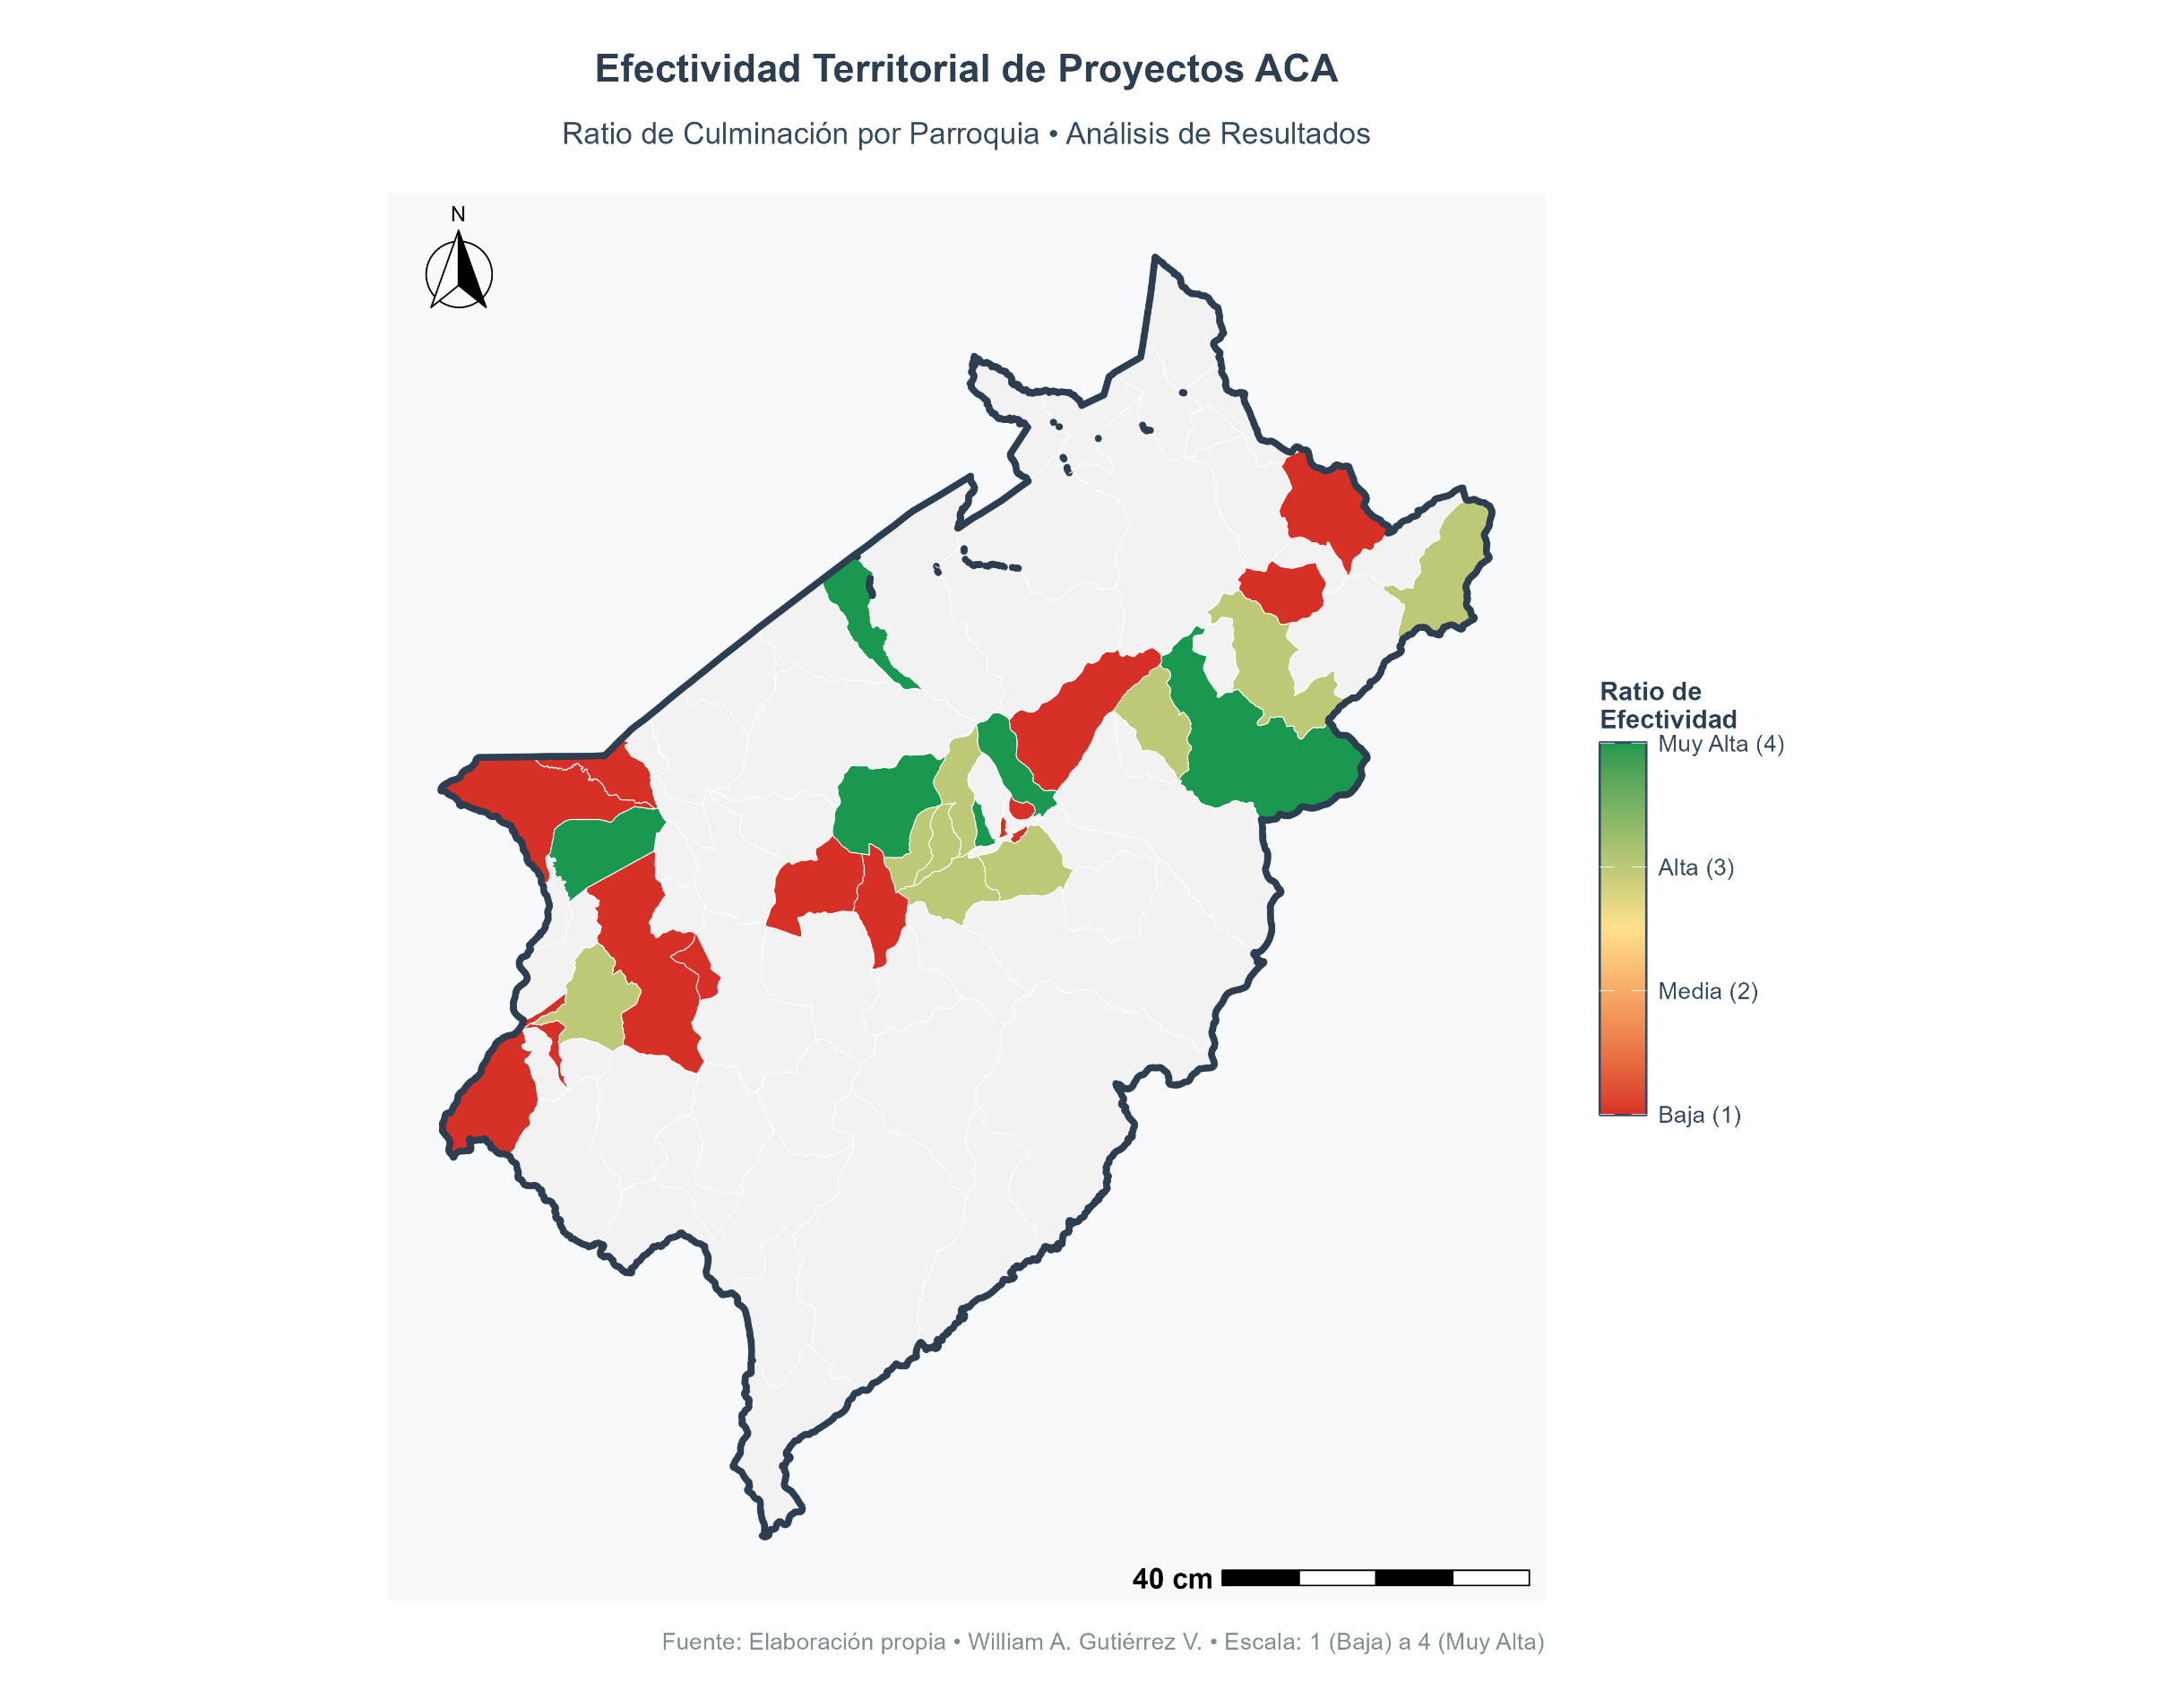 Efectividad Territorial de Proyectos ACA
Ratio de Culminación por Parroquia • Análisis de Resultados
N
Ratio de
Efectividad
Muy Alta (4)
Alta (3)
Media (2)
Baja (1)
40 cm
Fuente: Elaboración propia • William A. Gutiérrez V. • Escala: 1 (Baja) a 4 (Muy Alta)